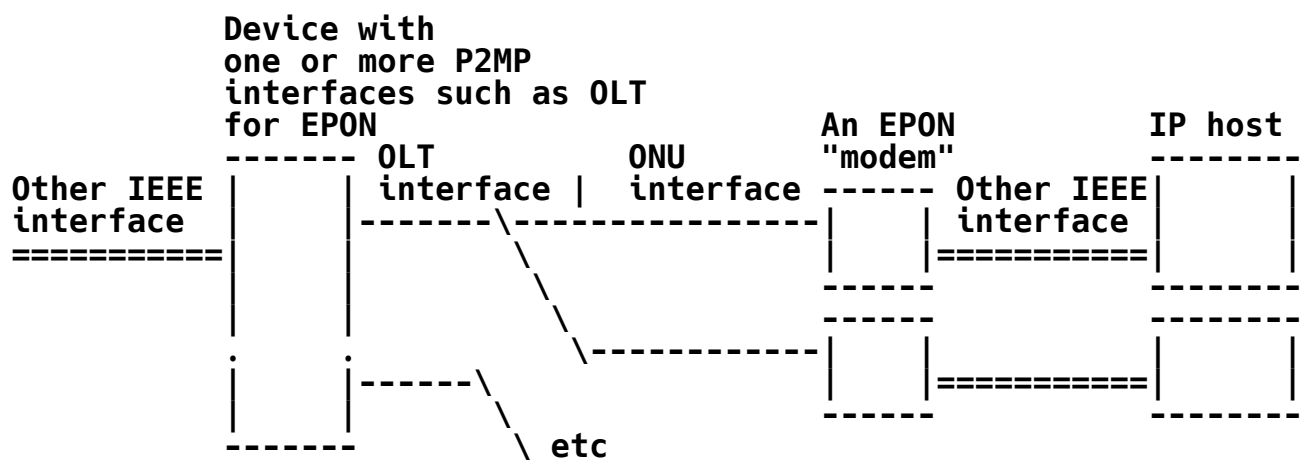 Device with
one or more P2MP
interfaces such as OLT
for EPON An EPON IP host
OLT ONU "modem"
Other IEEE interface | interface Other IEEE
interface interface
etc